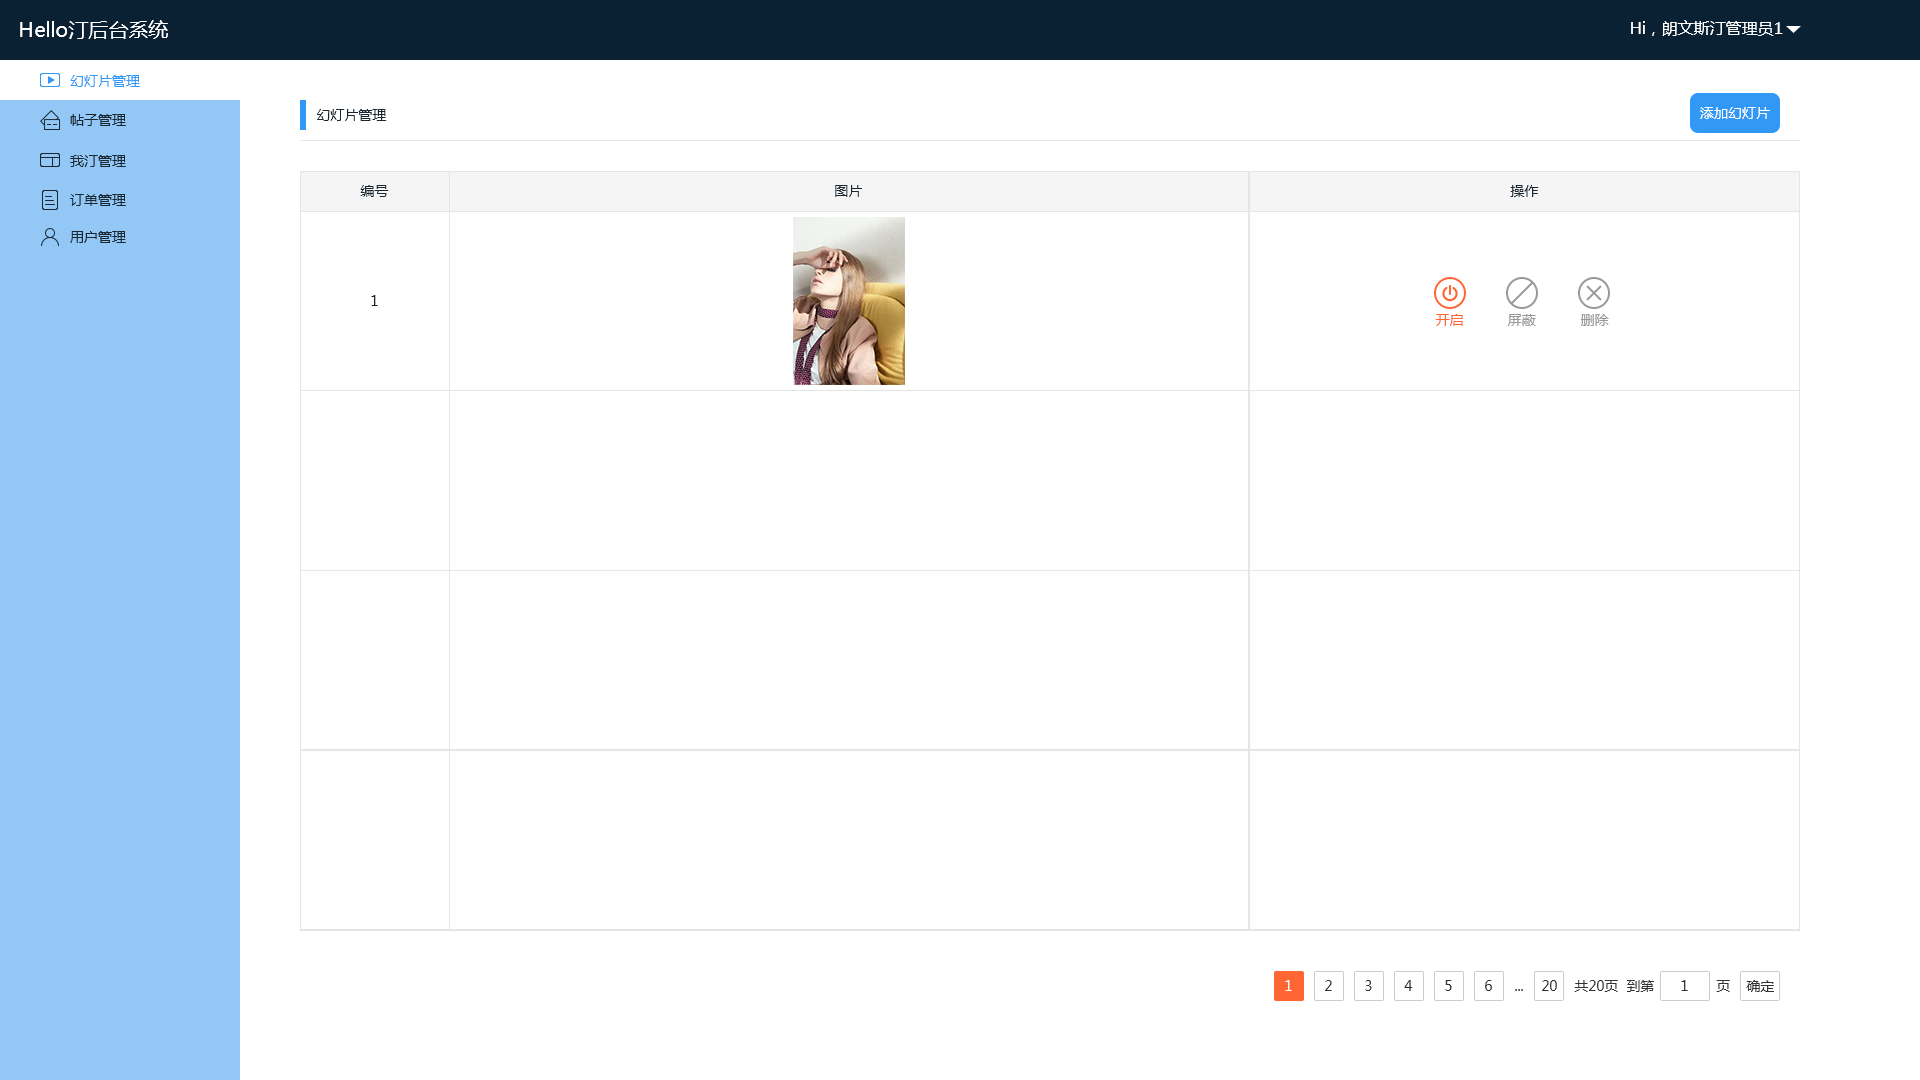 Hello汀后台系统
Hi，朗文斯汀管理员1
幻灯片管理
帖子管理
我汀管理
订单管理
用户管理
幻灯片管理
添加幻灯片
编号 图片 操作
1
开启 屏蔽 删除
1 2 3 4 5 6 ... 20 共20页 到第 1 页 确定